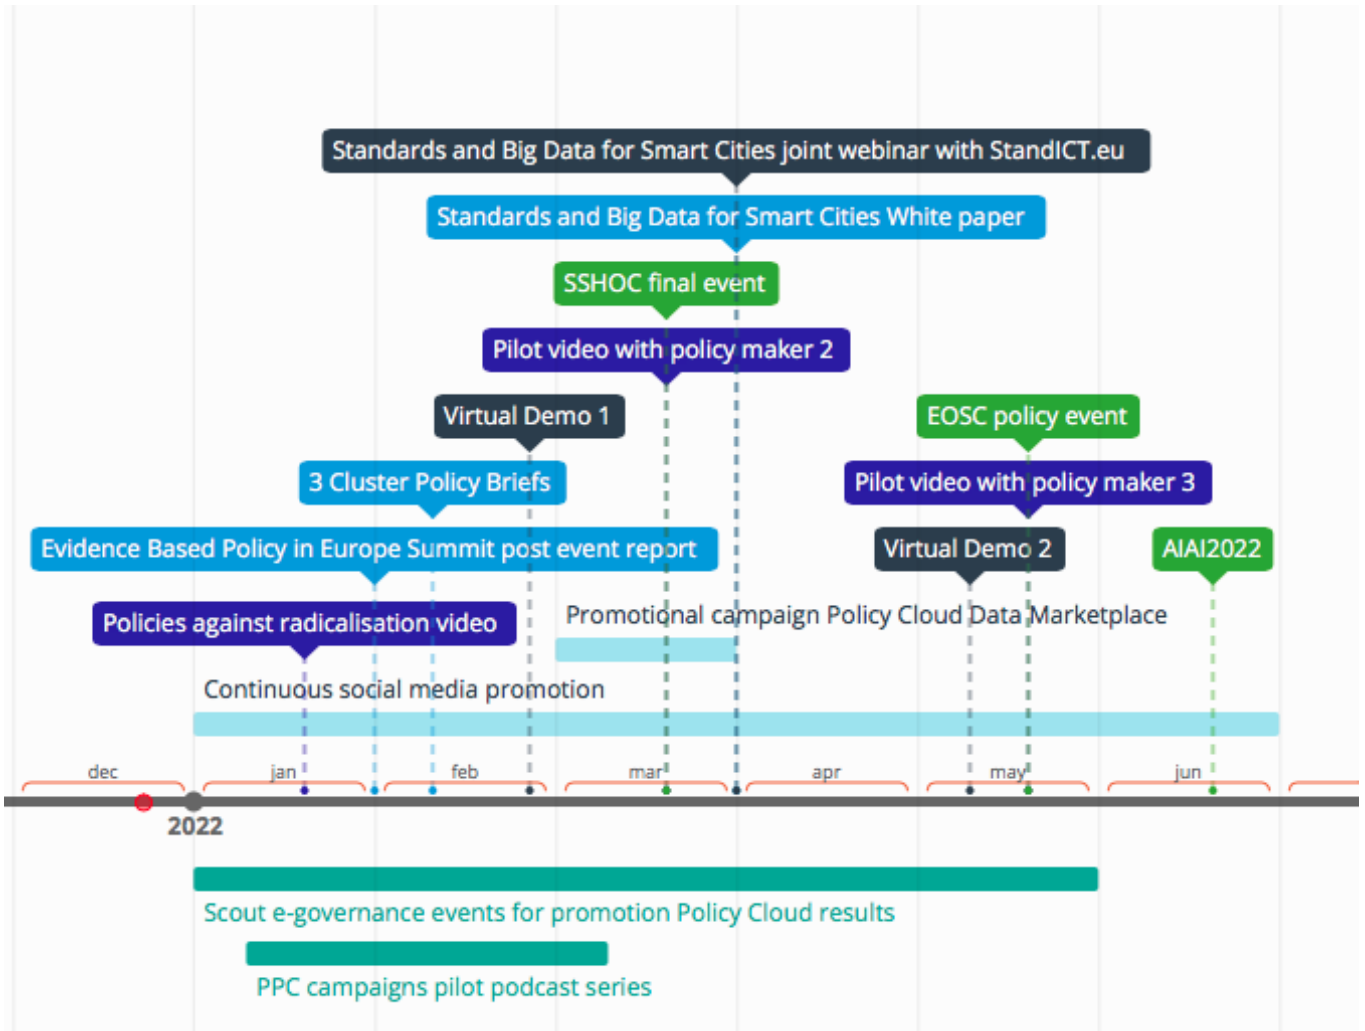 Standards and Big Data for Smart Cities joint webinar with StandICT.eu
Standards and Big Data for Smart Cities White paper
SSHOC final event
Pilot video with policy maker 2
Virtual Demo 1
EOSC policy event
3 Cluster Policy Briefs
Pilot video with policy maker 3
Evidence Based Policy in Europe Summit post event report
Virtual Demo 2
AIAI2022
Policies against radicalisation video
Promotional campaign Policy Cloud Data Marketplace
Continuous social media promotion
dec jan feb mar apr may jun
2022
Scout e-governance events for promotion Policy Cloud results
PPC campaigns pilot podcast series